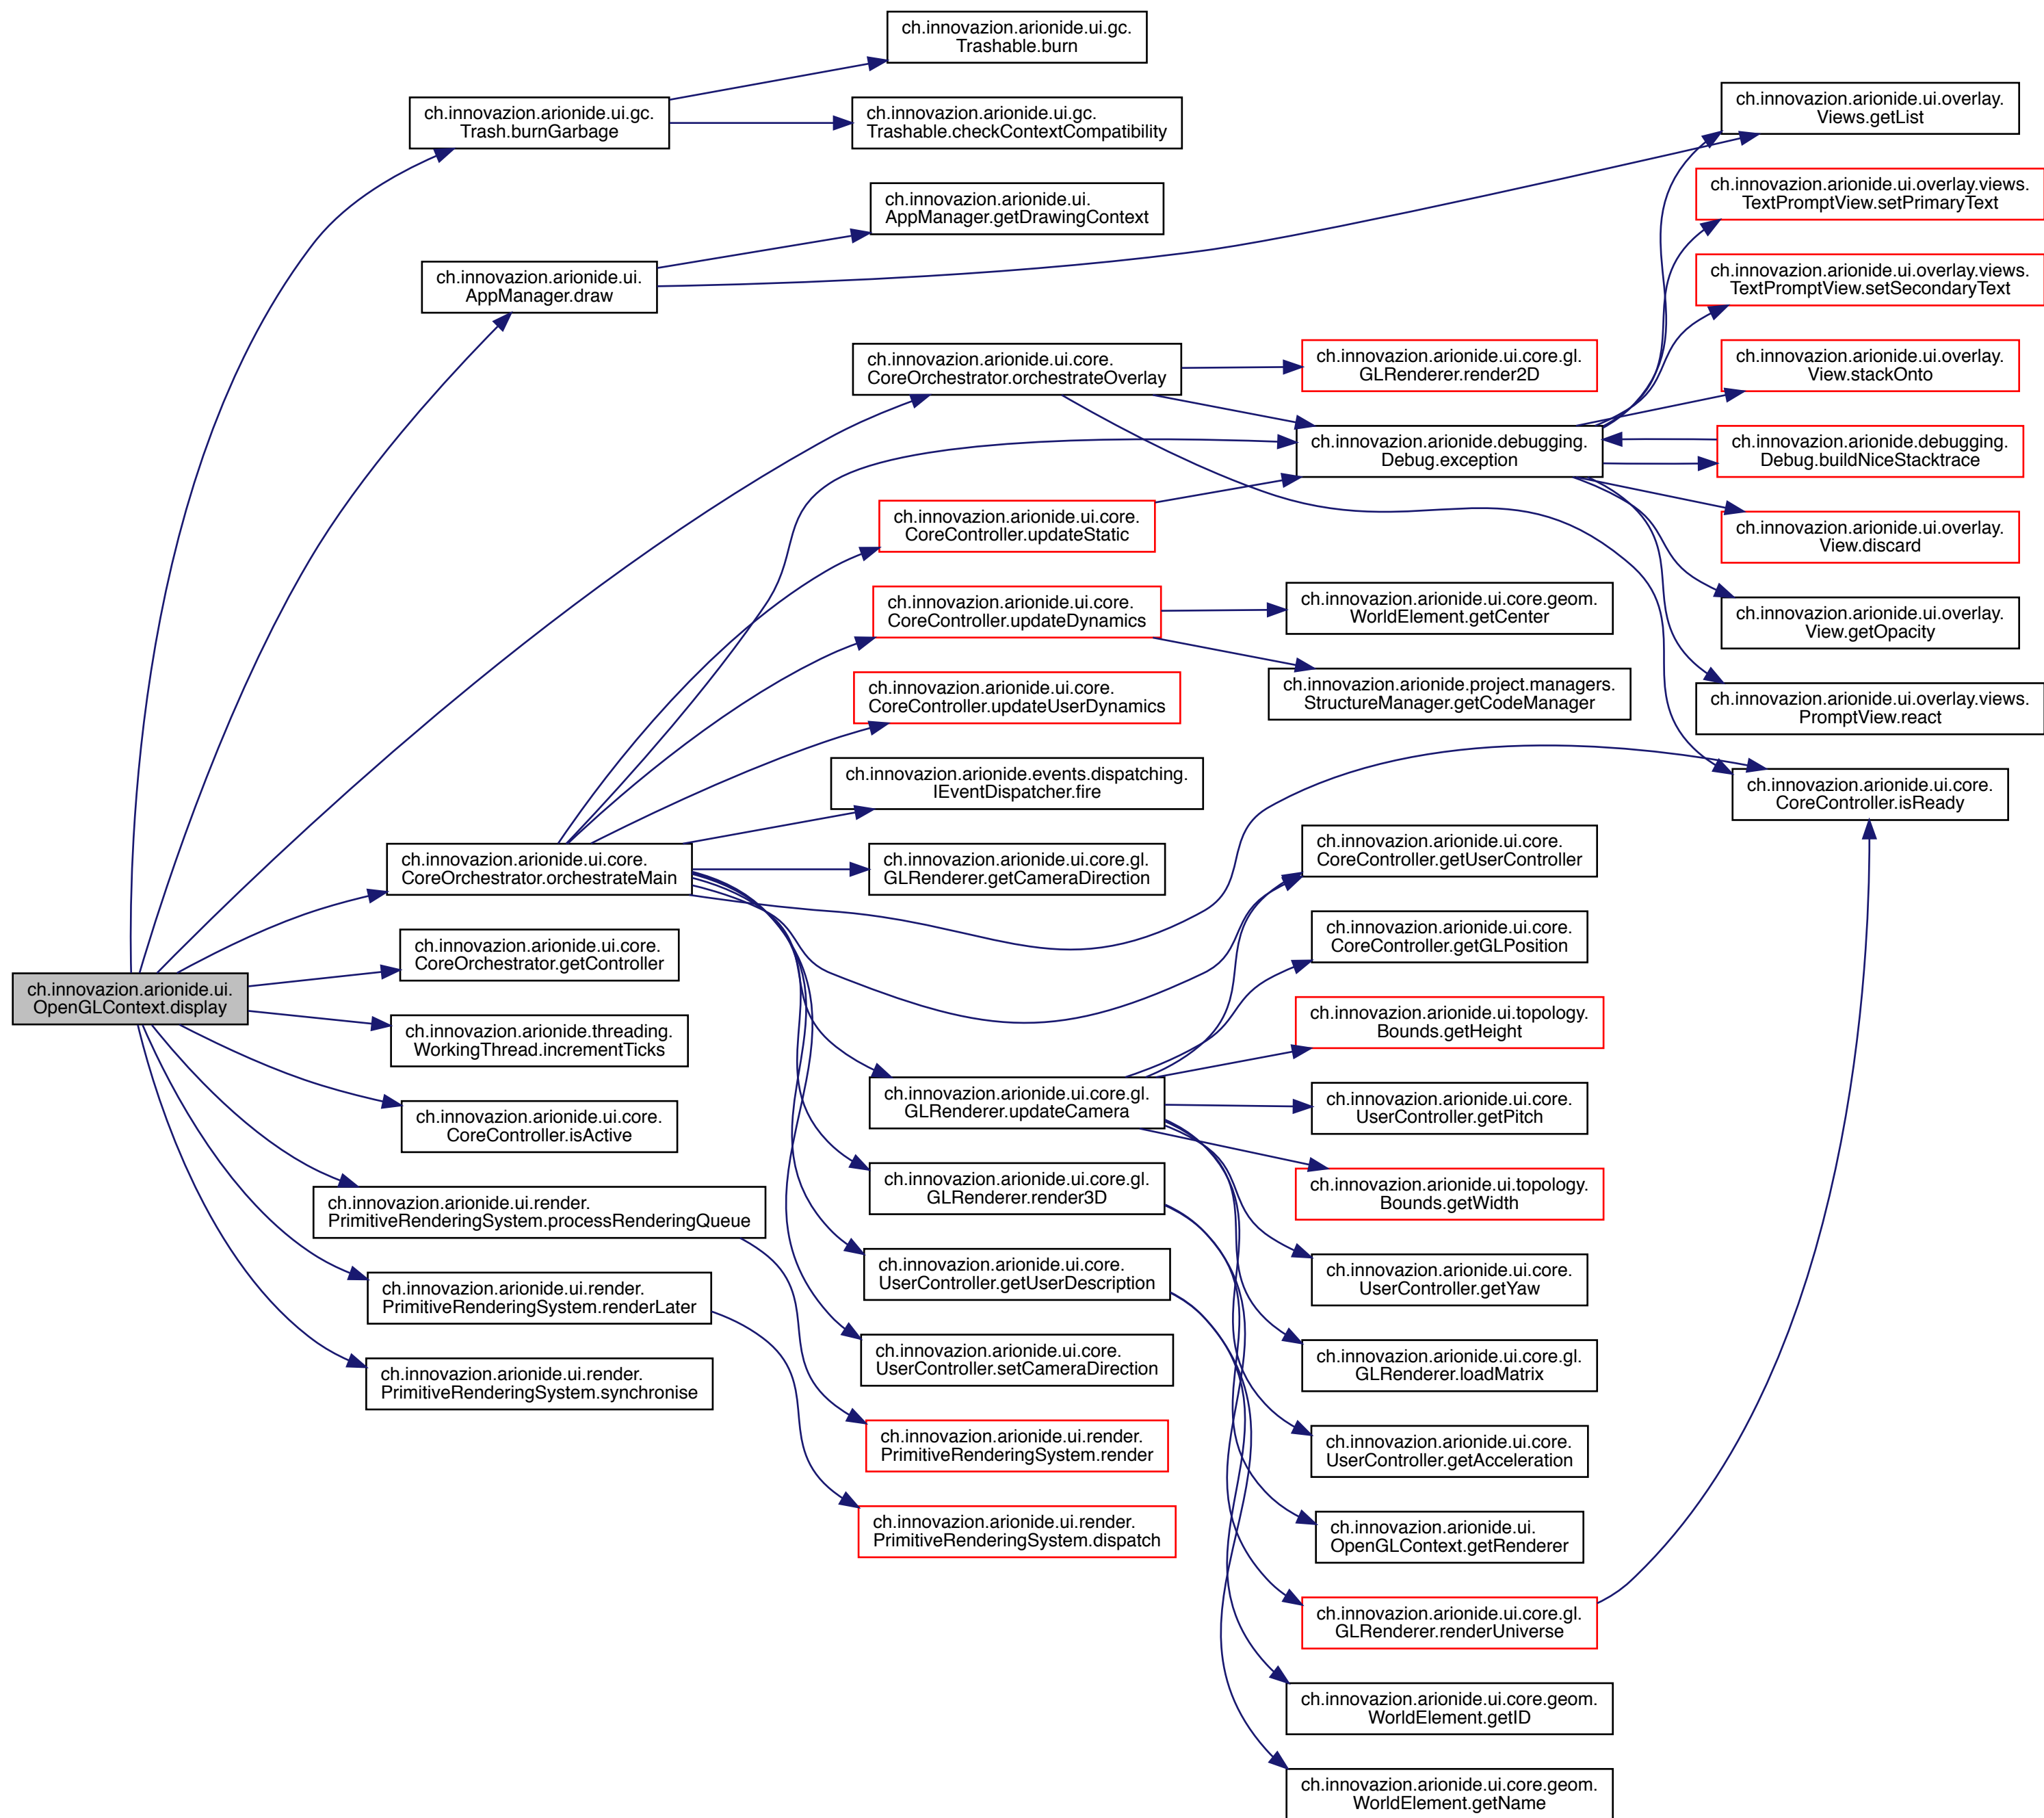 ch.innovazion.arionide.ui.
OpenGLContext.display
ch.innovazion.arionide.ui.gc.
Trash.burnGarbage
ch.innovazion.arionide.ui.
AppManager.draw
ch.innovazion.arionide.ui.core.
CoreOrchestrator.orchestrateMain
ch.innovazion.arionide.ui.core.
CoreOrchestrator.getController
ch.innovazion.arionide.threading.
WorkingThread.incrementTicks
ch.innovazion.arionide.ui.core.
CoreController.isActive
ch.innovazion.arionide.ui.render.
PrimitiveRenderingSystem.processRenderingQueue
ch.innovazion.arionide.ui.render.
PrimitiveRenderingSystem.renderLater
ch.innovazion.arionide.ui.render.
PrimitiveRenderingSystem.synchronise
ch.innovazion.arionide.ui.gc.
Trashable.burn
ch.innovazion.arionide.ui.gc.
Trashable.checkContextCompatibility
ch.innovazion.arionide.ui.
AppManager.getDrawingContext
ch.innovazion.arionide.ui.core.
CoreOrchestrator.orchestrateOverlay
ch.innovazion.arionide.ui.core.
CoreController.updateStatic
ch.innovazion.arionide.ui.core.
CoreController.updateDynamics
ch.innovazion.arionide.ui.core.
CoreController.updateUserDynamics
ch.innovazion.arionide.events.dispatching.
IEventDispatcher.fire
ch.innovazion.arionide.ui.core.gl.
GLRenderer.getCameraDirection
ch.innovazion.arionide.ui.core.gl.
GLRenderer.updateCamera
ch.innovazion.arionide.ui.core.gl.
GLRenderer.render3D
ch.innovazion.arionide.ui.core.
UserController.getUserDescription
ch.innovazion.arionide.ui.core.
UserController.setCameraDirection
ch.innovazion.arionide.ui.render.
PrimitiveRenderingSystem.render
ch.innovazion.arionide.ui.render.
PrimitiveRenderingSystem.dispatch
ch.innovazion.arionide.ui.core.gl.
GLRenderer.render2D
ch.innovazion.arionide.debugging.
Debug.exception
ch.innovazion.arionide.ui.core.geom.
WorldElement.getCenter
ch.innovazion.arionide.project.managers.
StructureManager.getCodeManager
ch.innovazion.arionide.ui.core.
CoreController.getUserController
ch.innovazion.arionide.ui.core.
CoreController.getGLPosition
ch.innovazion.arionide.ui.topology.
Bounds.getHeight
ch.innovazion.arionide.ui.core.
UserController.getPitch
ch.innovazion.arionide.ui.topology.
Bounds.getWidth
ch.innovazion.arionide.ui.core.
UserController.getYaw
ch.innovazion.arionide.ui.core.gl.
GLRenderer.loadMatrix
ch.innovazion.arionide.ui.core.
UserController.getAcceleration
ch.innovazion.arionide.ui.
OpenGLContext.getRenderer
ch.innovazion.arionide.ui.core.gl.
GLRenderer.renderUniverse
ch.innovazion.arionide.ui.core.geom.
WorldElement.getID
ch.innovazion.arionide.ui.core.geom.
WorldElement.getName
ch.innovazion.arionide.ui.overlay.
Views.getList
ch.innovazion.arionide.ui.overlay.views.
TextPromptView.setPrimaryText
ch.innovazion.arionide.ui.overlay.views.
TextPromptView.setSecondaryText
ch.innovazion.arionide.ui.overlay.
View.stackOnto
ch.innovazion.arionide.debugging.
Debug.buildNiceStacktrace
ch.innovazion.arionide.ui.overlay.
View.discard
ch.innovazion.arionide.ui.overlay.
View.getOpacity
ch.innovazion.arionide.ui.overlay.views.
PromptView.react
ch.innovazion.arionide.ui.core.
CoreController.isReady